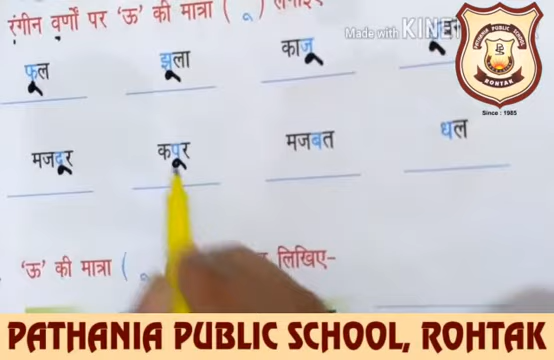 रंगीन वर्णों पर ‘ऊ’ की मात्रा ( ू ) लगाइए
Made with KINE
फूल झूला काजू
मजदूर कपूर मजबत धल
‘ऊ’ की मात्रा ( ू लिखिए-
PATHANIA PUBLIC SCHOOL
ROHTAK
Since : 1985
PATHANIA PUBLIC SCHOOL, ROHTAK